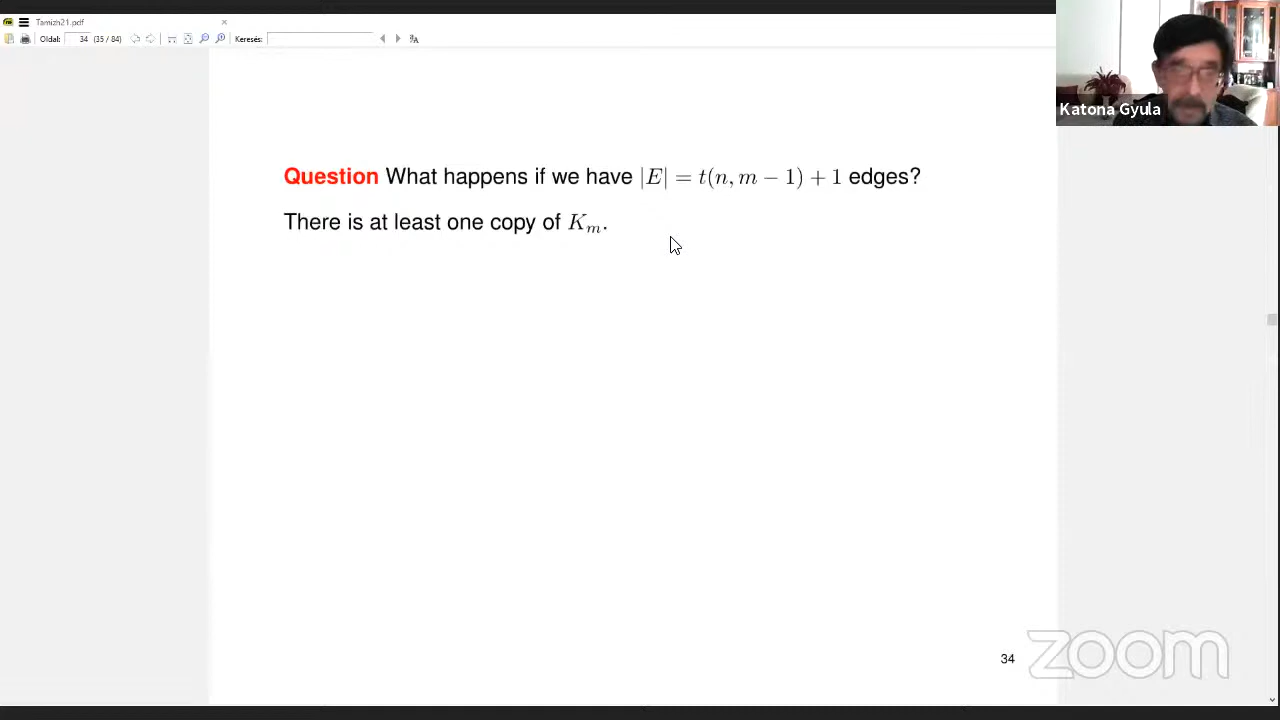 Tamizh21.pdf
Oldal: 34 (35 / 84) Keresés:
Katona Gyula
Question What happens if we have |E| = t(n, m − 1) + 1 edges?
There is at least one copy of Kₘ.
34
zoom